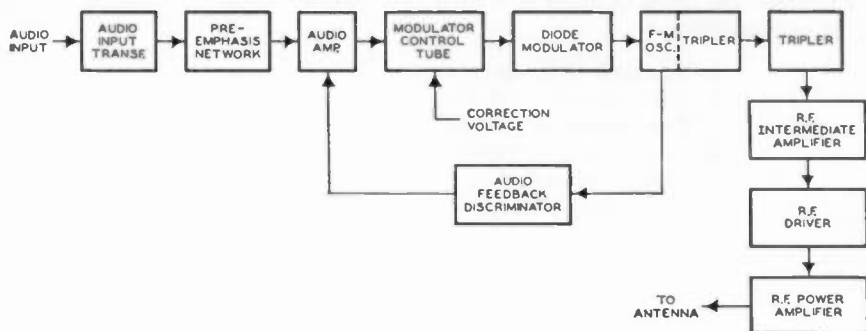 AUDIO
INPUT
AUDIO
INPUT
TRANSF.
PRE-
EMPHASIS
NETWORK
AUDIO
AMP.
MODULATOR
CONTROL
TUBE
DIODE
MODULATOR
F-M
OSC.
TRIPLER
TRIPLER
CORRECTION
VOLTAGE
R.F.
INTERMEDIATE
AMPLIFIER
AUDIO
FEEDBACK
DISCRIMINATOR
R.F.
DRIVER
TO
ANTENNA
R.F. POWER
AMPLIFIER